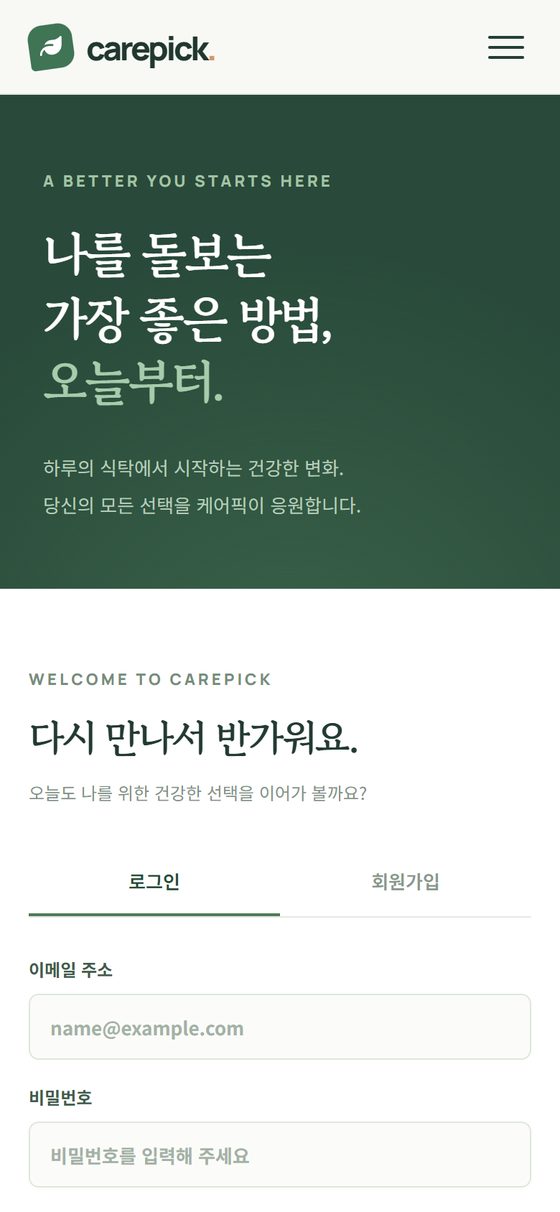 carepick.
A BETTER YOU STARTS HERE
나를 돌보는
가장 좋은 방법,
오늘부터.
하루의 식탁에서 시작하는 건강한 변화.
당신의 모든 선택을 케어픽이 응원합니다.
WELCOME TO CAREPICK
다시 만나서 반가워요.
오늘도 나를 위한 건강한 선택을 이어가 볼까요?
로그인 회원가입
이메일 주소
name@example.com
비밀번호
비밀번호를 입력해 주세요